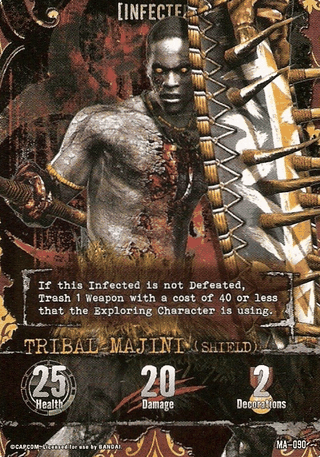 [INFECTED]
If this Infected is not Defeated,
Trash 1 Weapon with a cost of 40 or less
that the Exploring Character is using.
TRIBAL-MAJINI (SHIELD)
25 20 2
Health Damage Decorations
©CAPCOM Licensed for use by BANDAI MA-090